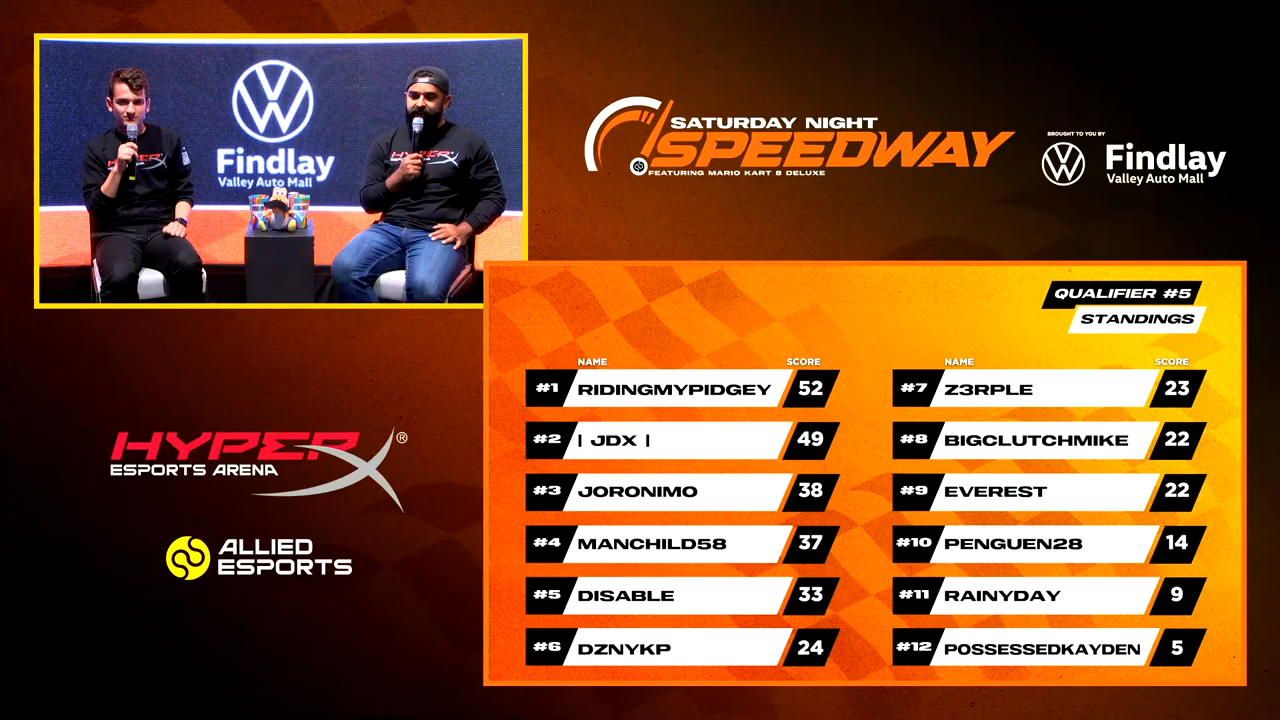 Findlay
Valley Auto Mall
HYPERX
HYPERX
SATURDAY NIGHT
SPEEDWAY
FEATURING MARIO KART 8 DELUXE
BROUGHT TO YOU BY
Findlay
Valley Auto Mall
HYPERX®
ESPORTS ARENA
ALLIED
ESPORTS
QUALIFIER #5
STANDINGS
NAME SCORE
#1 RIDINGMYPIDGEY 52
#2 | JDX | 49
#3 JORONIMO 38
#4 MANCHILD58 37
#5 DISABLE 33
#6 DZNYKP 24
NAME SCORE
#7 Z3RPLE 23
#8 BIGCLUTCHMIKE 22
#9 EVEREST 22
#10 PENGUEN28 14
#11 RAINYDAY 9
#12 POSSESSEDKAYDEN 5